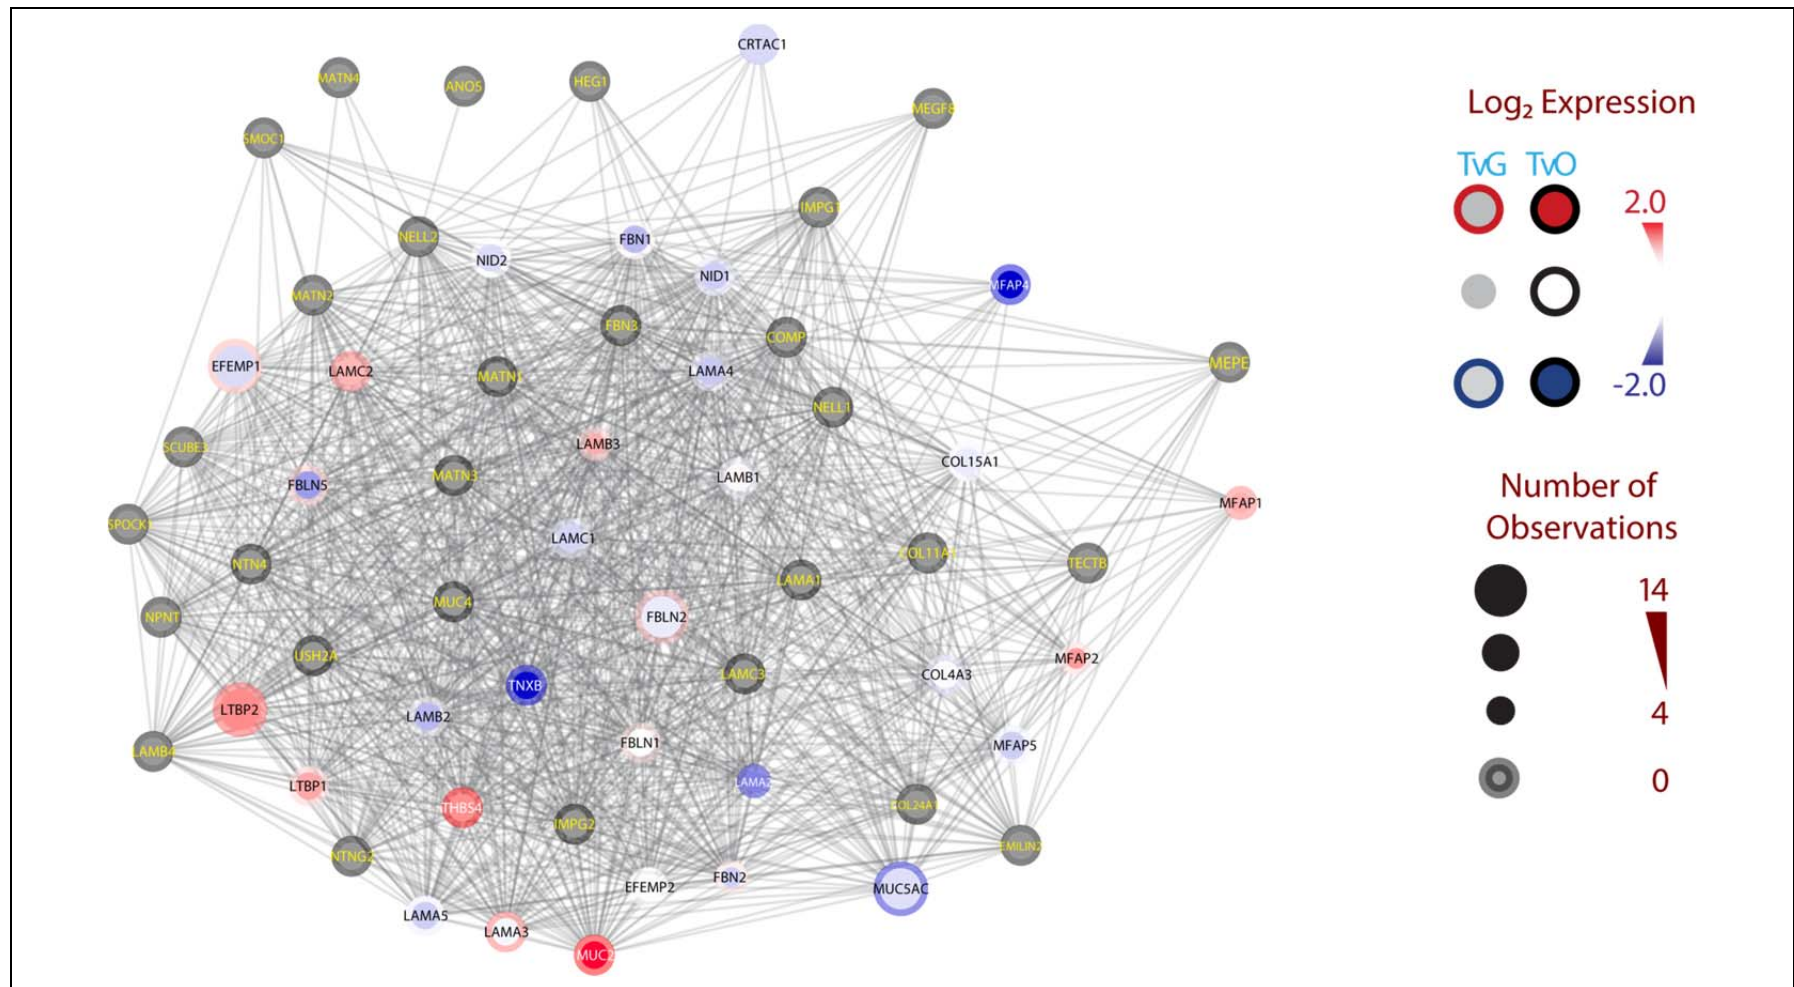 CRTAC1
MATN4
ANO5
HEG1
MEGF8
SMOC1
Log₂ Expression
TvG TvO
2.0
-2.0
IMPG1
NELL2
FBN1
NID2
NID1
MFAP4
MATN2
FBN3
COMP
MEPE
EFEMP1
LAMC2
MATN1
LAMA4
NELL1
SCUBE3
LAMB3
MATN3
LAMB1
COL15A1
FBLN5
MFAP1
Number of
Observations
14
4
0
SPOCK1
LAMC1
NTN4
COL11A1
TECTB
LAMA1
MUC4
NPNT
FBLN2
USH2A
MFAP2
LAMC3
COL4A3
TNXB
LTBP2
LAMB2
FBLN1
MFAP5
LAMB4
LTBP1
LAMA2
THBS4
COL24A1
IMPG2
EMILIN2
NTNG2
FBN2
EFEMP2
MUC5AC
LAMA5
LAMA3
MUC2